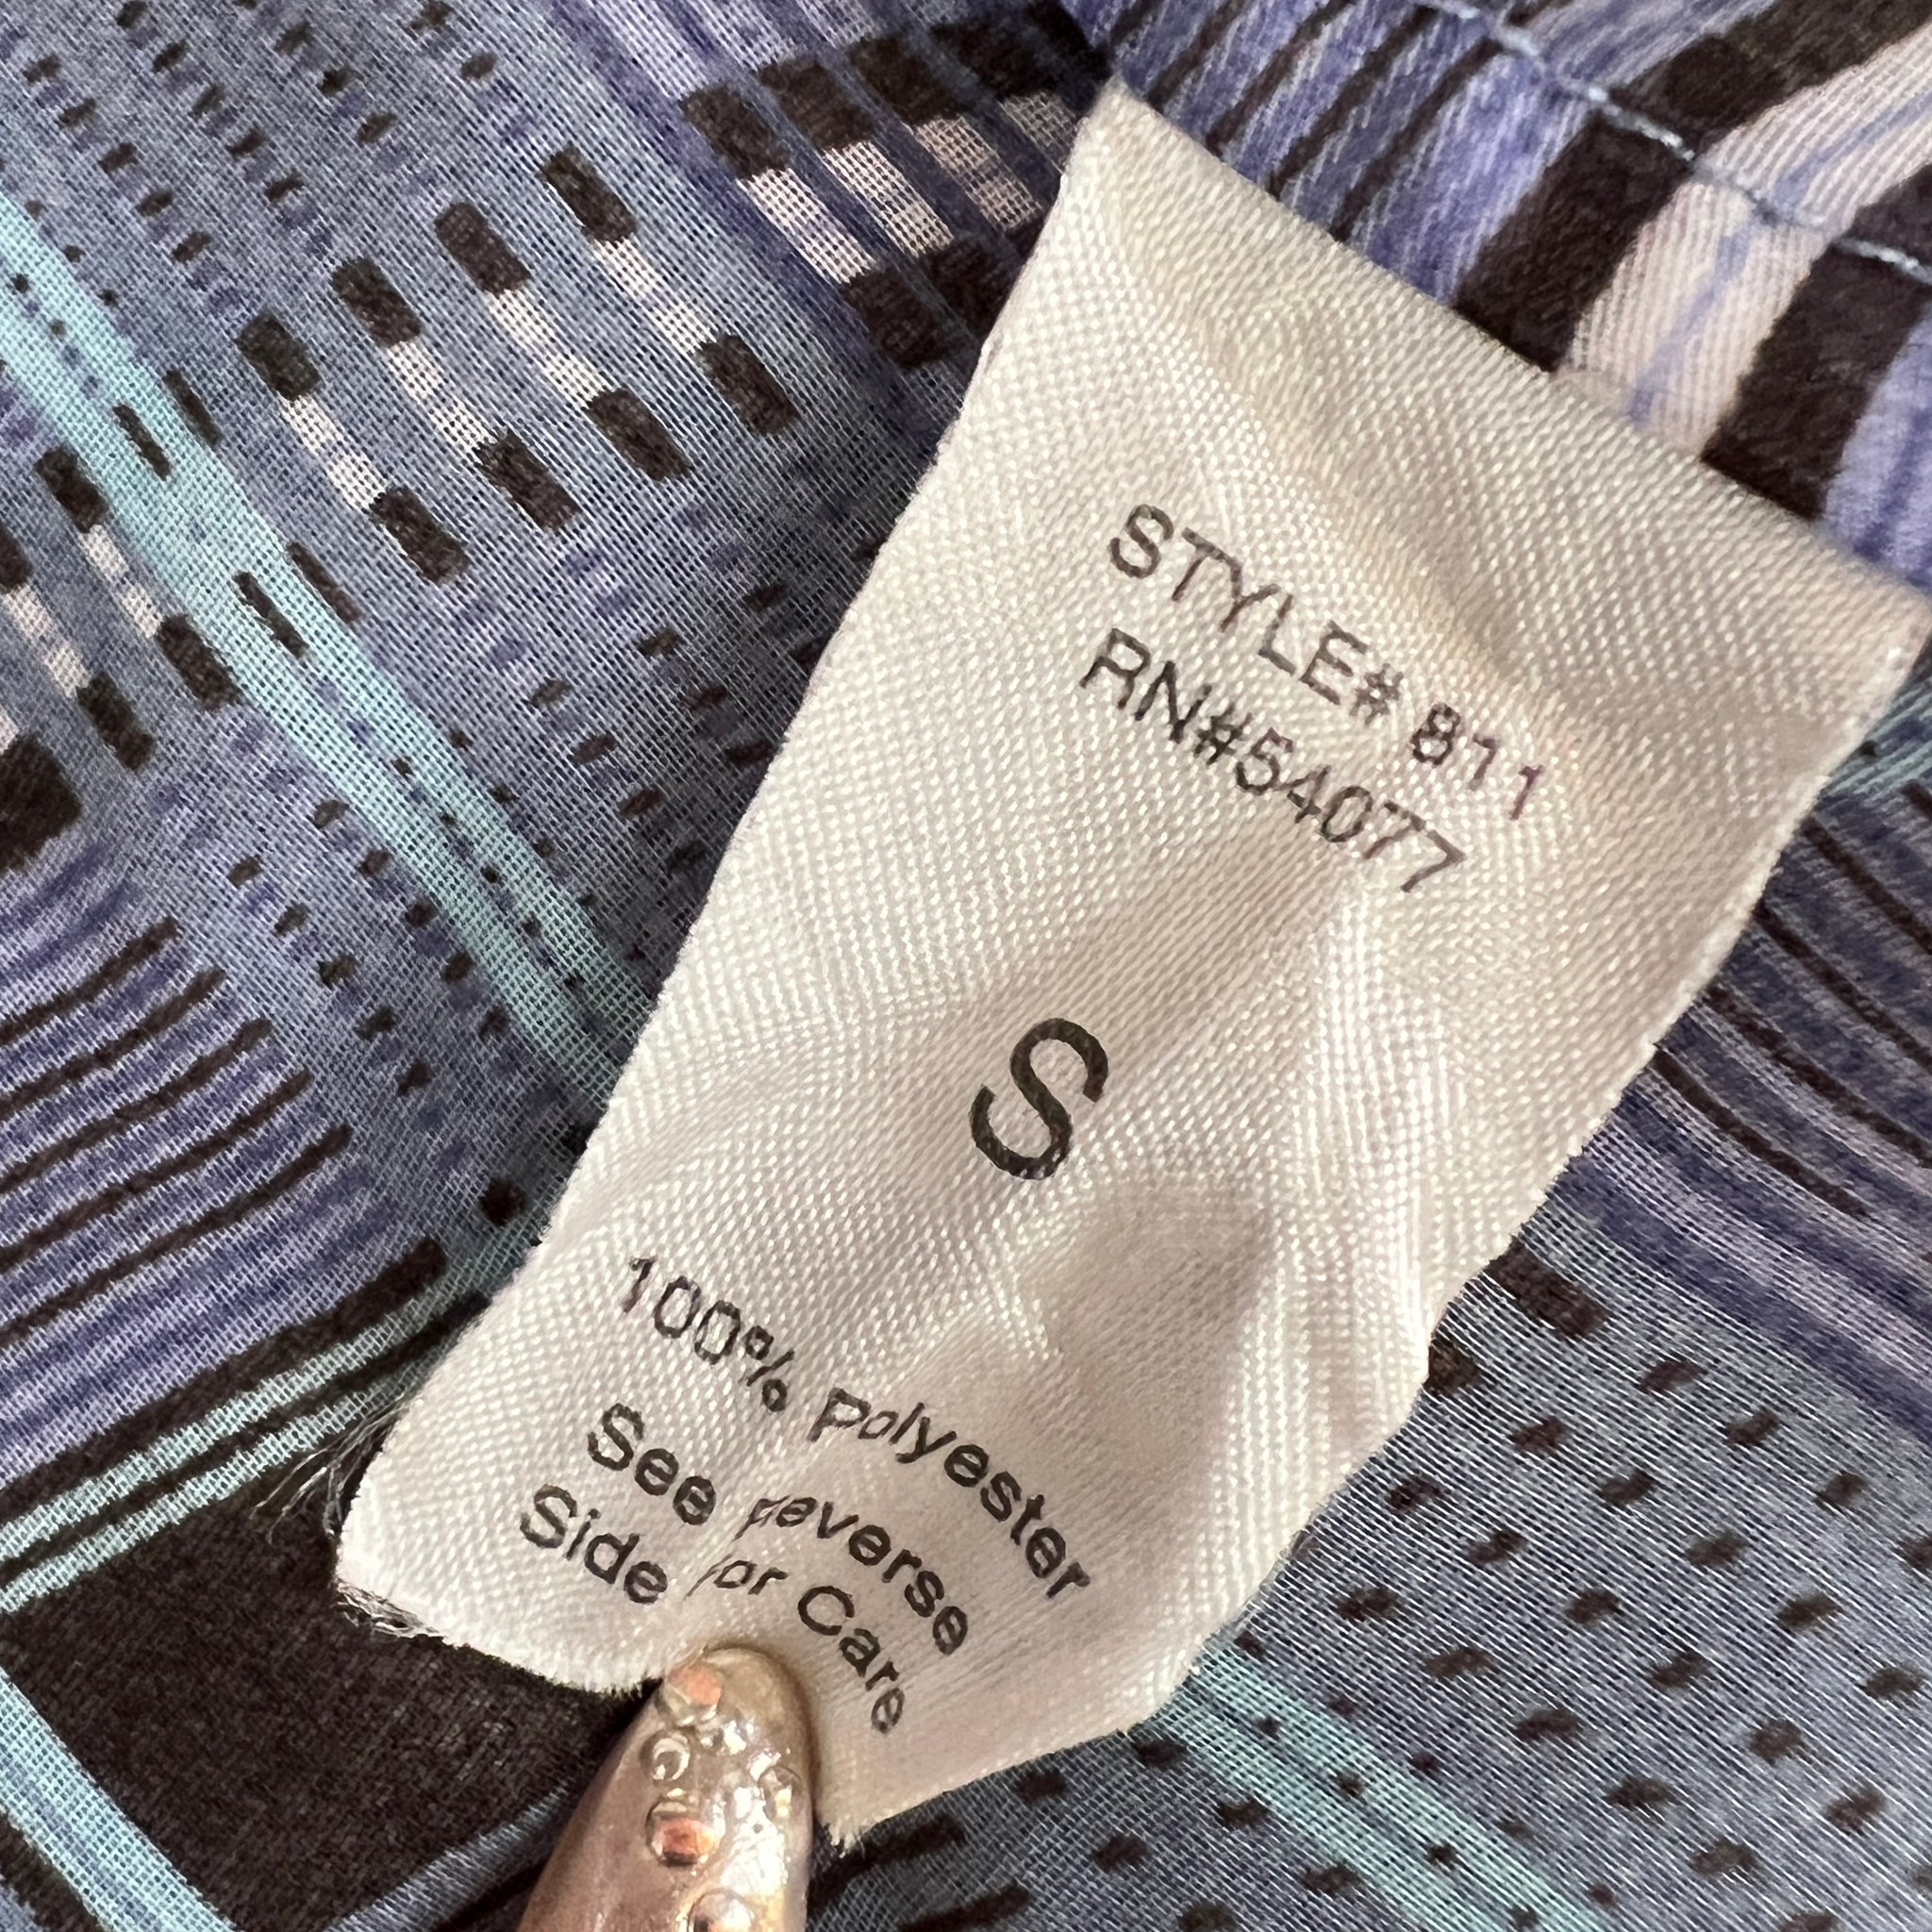 STYLE# 811
RN#54077
S
100% Polyester
See Reverse
Side for Care